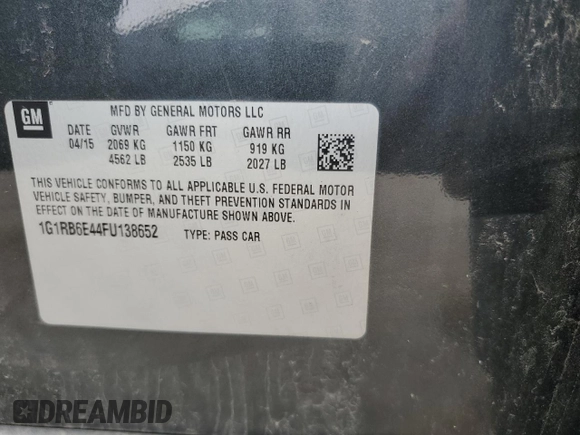 GM
MFD BY GENERAL MOTORS LLC
DATE GVWR GAWR FRT GAWR RR
04/15 2069 KG 1150 KG 919 KG
4562 LB 2535 LB 2027 LB
THIS VEHICLE CONFORMS TO ALL APPLICABLE U.S. FEDERAL MOTOR
VEHICLE SAFETY, BUMPER, AND THEFT PREVENTION STANDARDS IN
EFFECT ON THE DATE OF MANUFACTURE SHOWN ABOVE.
1G1RB6E44FU138652 TYPE: PASS CAR
DREAMBID